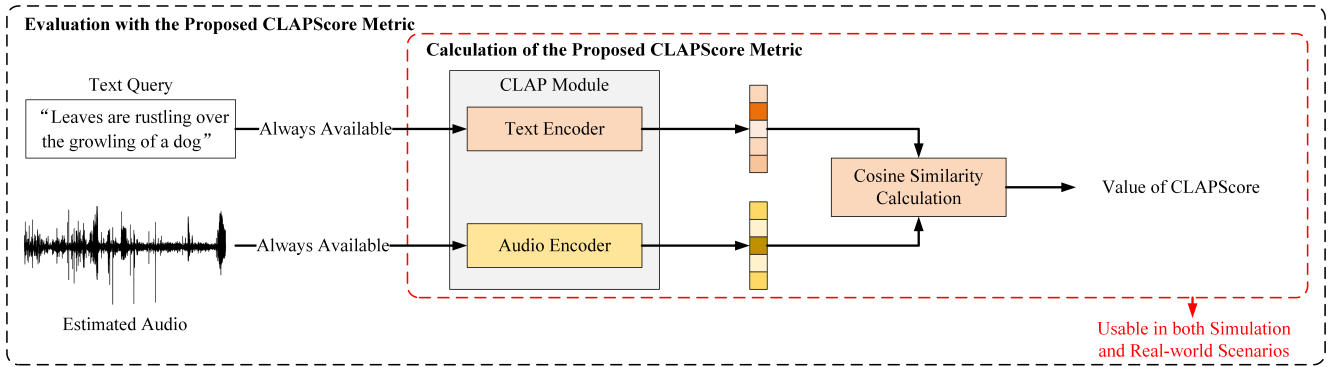 Evaluation with the Proposed CLAPScore Metric
Calculation of the Proposed CLAPScore Metric
Text Query
“Leaves are rustling over
the growling of a dog”
Always Available
CLAP Module
Text Encoder
Cosine Similarity
Calculation
Value of CLAPScore
Always Available
Audio Encoder
Estimated Audio
Usable in both Simulation
and Real-world Scenarios